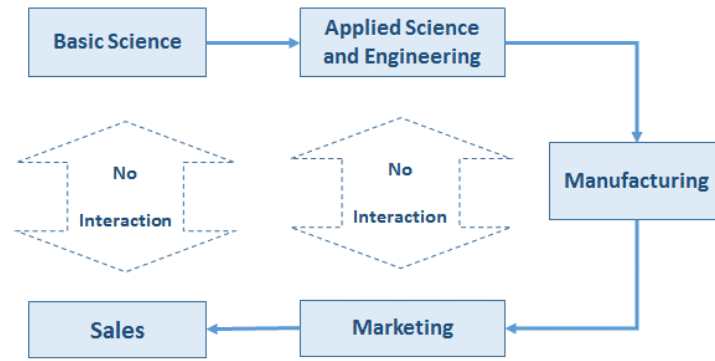 Basic Science
Applied Science
and Engineering
No
Interaction
No
Interaction
Manufacturing
Sales
Marketing